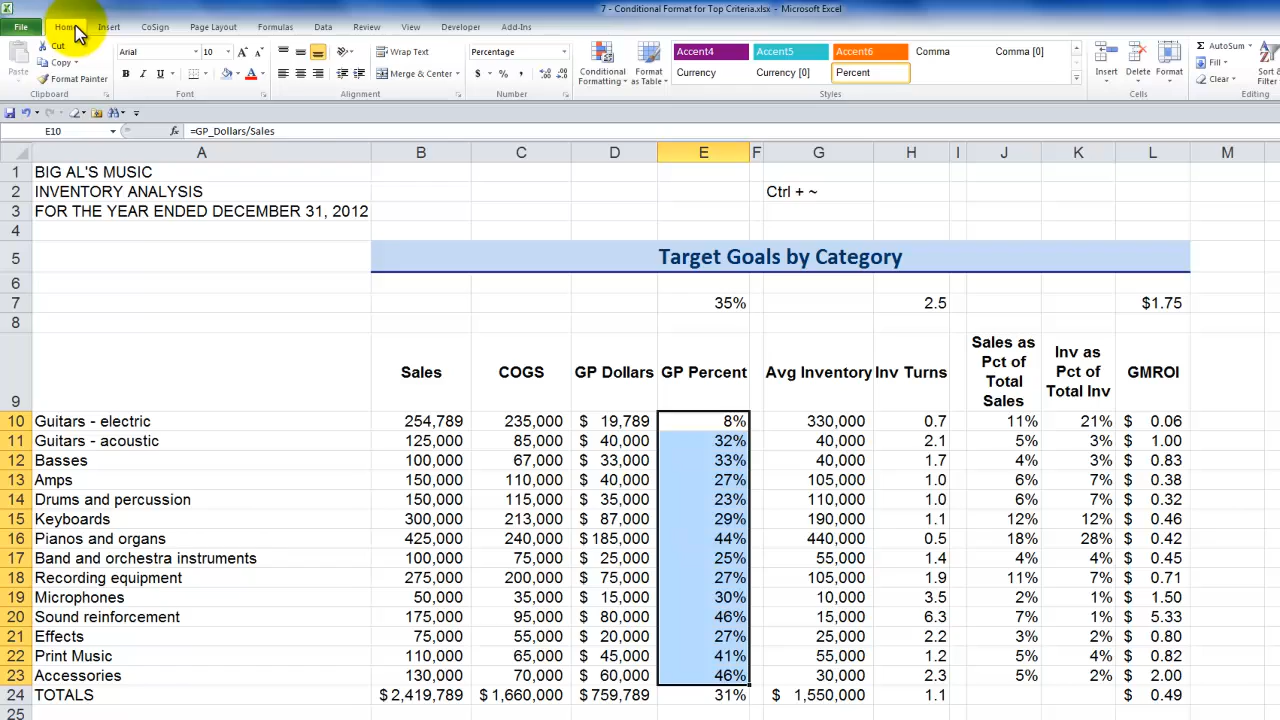 7 - Conditional Format for Top Criteria.xlsx - Microsoft Excel
File Home Insert CoSign Page Layout Formulas Data Review View Developer Add-Ins
Paste Cut Arial 10 Wrap Text Percentage Accent4 Accent5 Accent6 Comma Comma [0] AutoSum
Copy Fill
Format Painter B I U Merge & Center $ % , Conditional Formatting Format as Table Currency Currency [0] Percent Insert Delete Format Clear Sort & Filter
Clipboard Font Alignment Number Styles Cells Editing
E10 fx =GP_Dollars/Sales
A B C D E F G H I J K L M
1 BIG AL'S MUSIC
2 INVENTORY ANALYSIS Ctrl + ~
3 FOR THE YEAR ENDED DECEMBER 31, 2012
4
5 Target Goals by Category
6
7 35% 2.5 $1.75
8
9 Sales COGS GP Dollars GP Percent Avg Inventory Inv Turns Sales as Pct of Total Sales Inv as Pct of Total Inv GMROI
10 Guitars - electric 254,789 235,000 $ 19,789 8% 330,000 0.7 11% 21% $ 0.06
11 Guitars - acoustic 125,000 85,000 $ 40,000 32% 40,000 2.1 5% 3% $ 1.00
12 Basses 100,000 67,000 $ 33,000 33% 40,000 1.7 4% 3% $ 0.83
13 Amps 150,000 110,000 $ 40,000 27% 105,000 1.0 6% 7% $ 0.38
14 Drums and percussion 150,000 115,000 $ 35,000 23% 110,000 1.0 6% 7% $ 0.32
15 Keyboards 300,000 213,000 $ 87,000 29% 190,000 1.1 12% 12% $ 0.46
16 Pianos and organs 425,000 240,000 $ 185,000 44% 440,000 0.5 18% 28% $ 0.42
17 Band and orchestra instruments 100,000 75,000 $ 25,000 25% 55,000 1.4 4% 4% $ 0.45
18 Recording equipment 275,000 200,000 $ 75,000 27% 105,000 1.9 11% 7% $ 0.71
19 Microphones 50,000 35,000 $ 15,000 30% 10,000 3.5 2% 1% $ 1.50
20 Sound reinforcement 175,000 95,000 $ 80,000 46% 15,000 6.3 7% 1% $ 5.33
21 Effects 75,000 55,000 $ 20,000 27% 25,000 2.2 3% 2% $ 0.80
22 Print Music 110,000 65,000 $ 45,000 41% 55,000 1.2 5% 4% $ 0.82
23 Accessories 130,000 70,000 $ 60,000 46% 30,000 2.3 5% 2% $ 2.00
24 TOTALS $ 2,419,789 $ 1,660,000 $ 759,789 31% $ 1,550,000 1.1 $ 0.49
25